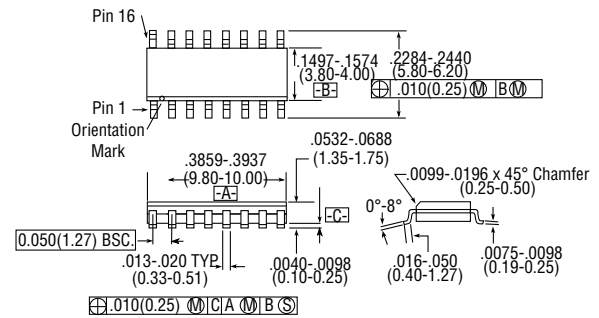 Pin 16
.1497-.1574
(3.80-4.00)
-B-
.2284-.2440
(5.80-6.20)
⌖ .010(0.25) Ⓜ B Ⓜ
Pin 1
Orientation
Mark
.3859-.3937
(9.80-10.00)
-A-
.0532-.0688
(1.35-1.75)
.0099-.0196 x 45° Chamfer
(0.25-0.50)
0°-8°
-C-
0.050(1.27) BSC.
.013-.020 TYP.
(0.33-0.51)
.0040-.0098
(0.10-0.25)
.016-.050
(0.40-1.27)
.0075-.0098
(0.19-0.25)
⌖ .010(0.25) Ⓜ C A Ⓜ B Ⓢ